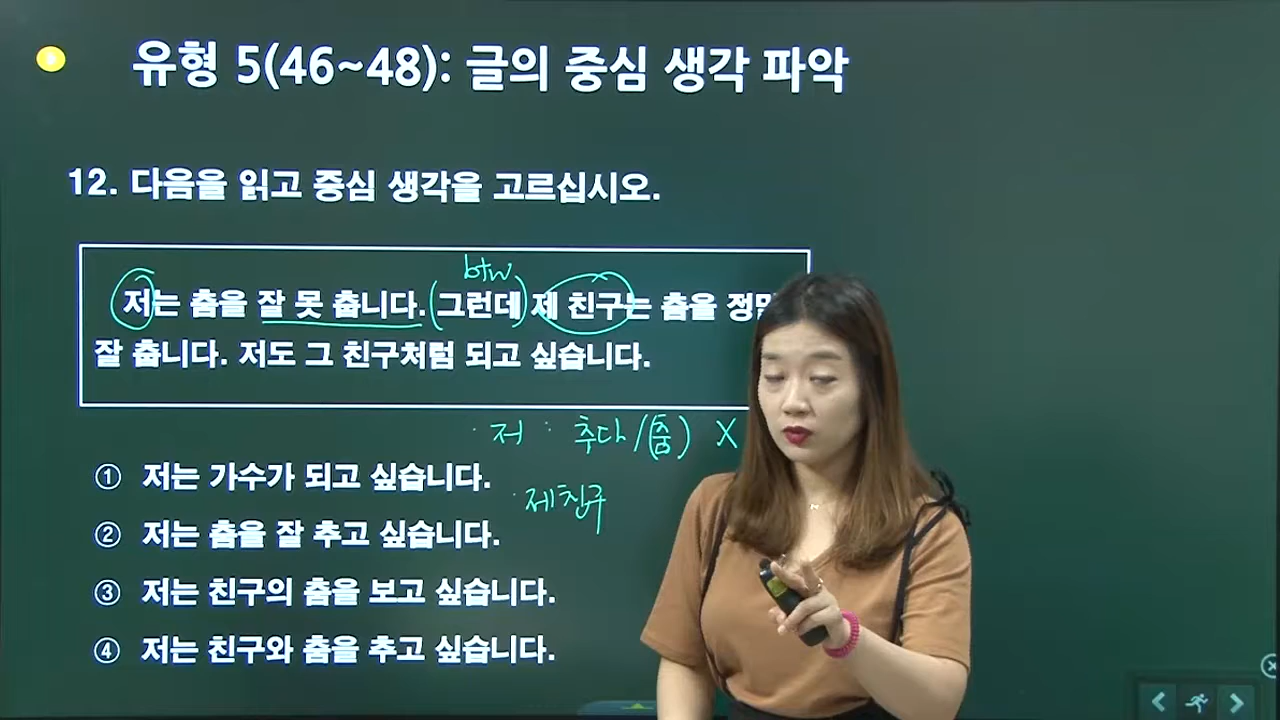 유형 5(46~48): 글의 중심 생각 파악
12. 다음을 읽고 중심 생각을 고르십시오.
btw
저는 춤을 잘 못 춥니다. (그런데) 제 친구는 춤을 정말
잘 춥니다. 저도 그 친구처럼 되고 싶습니다.
저 : 추다/(춤) X
① 저는 가수가 되고 싶습니다.
제 친구
② 저는 춤을 잘 추고 싶습니다.
③ 저는 친구의 춤을 보고 싶습니다.
④ 저는 친구와 춤을 추고 싶습니다.